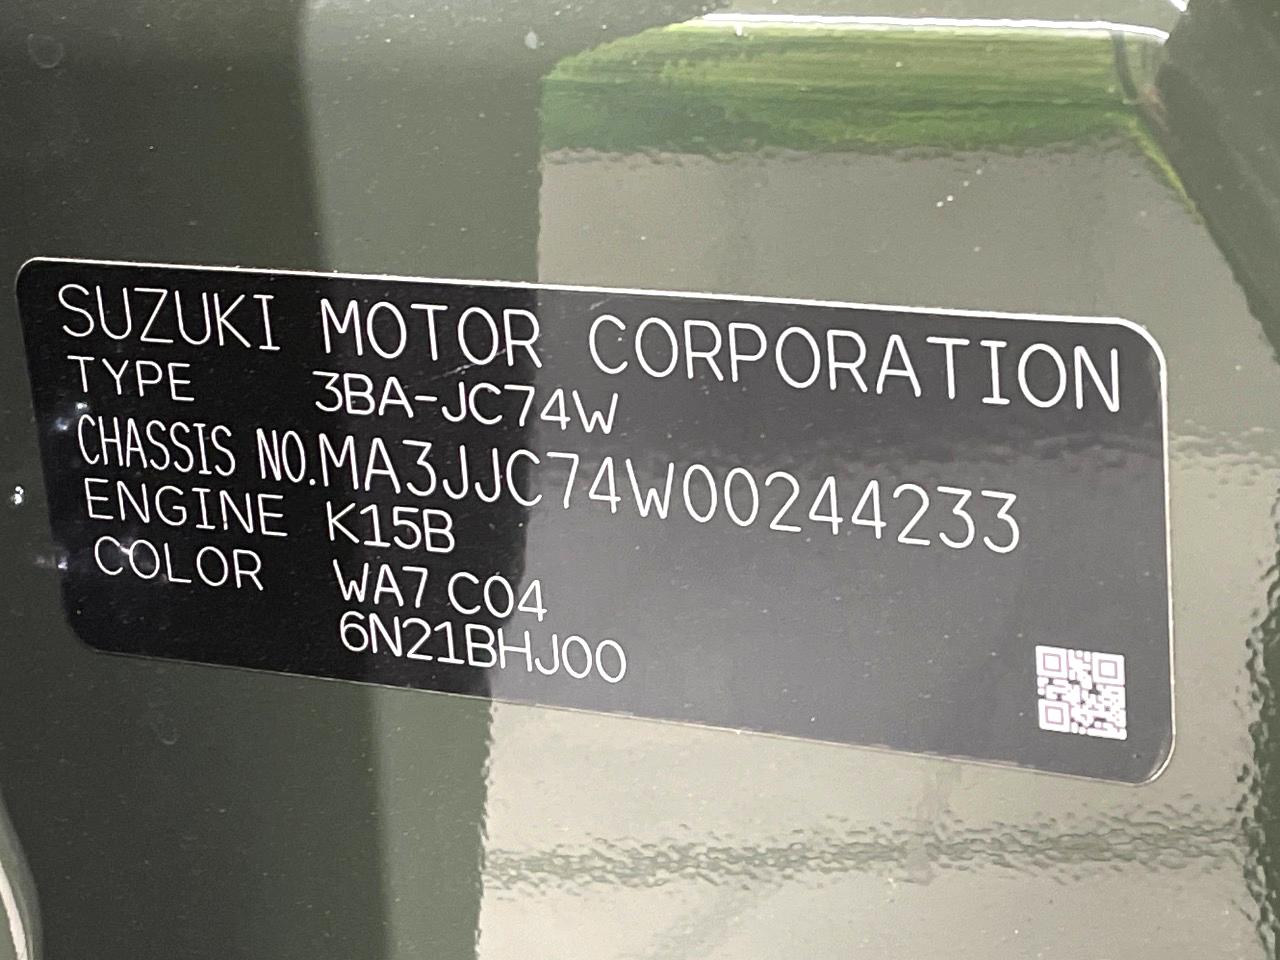 SUZUKI MOTOR CORPORATION
TYPE 3BA-JC74W
CHASSIS NO.MA3JJC74W00244233
ENGINE K15B
COLOR WA7 C04
6N21BHJ00